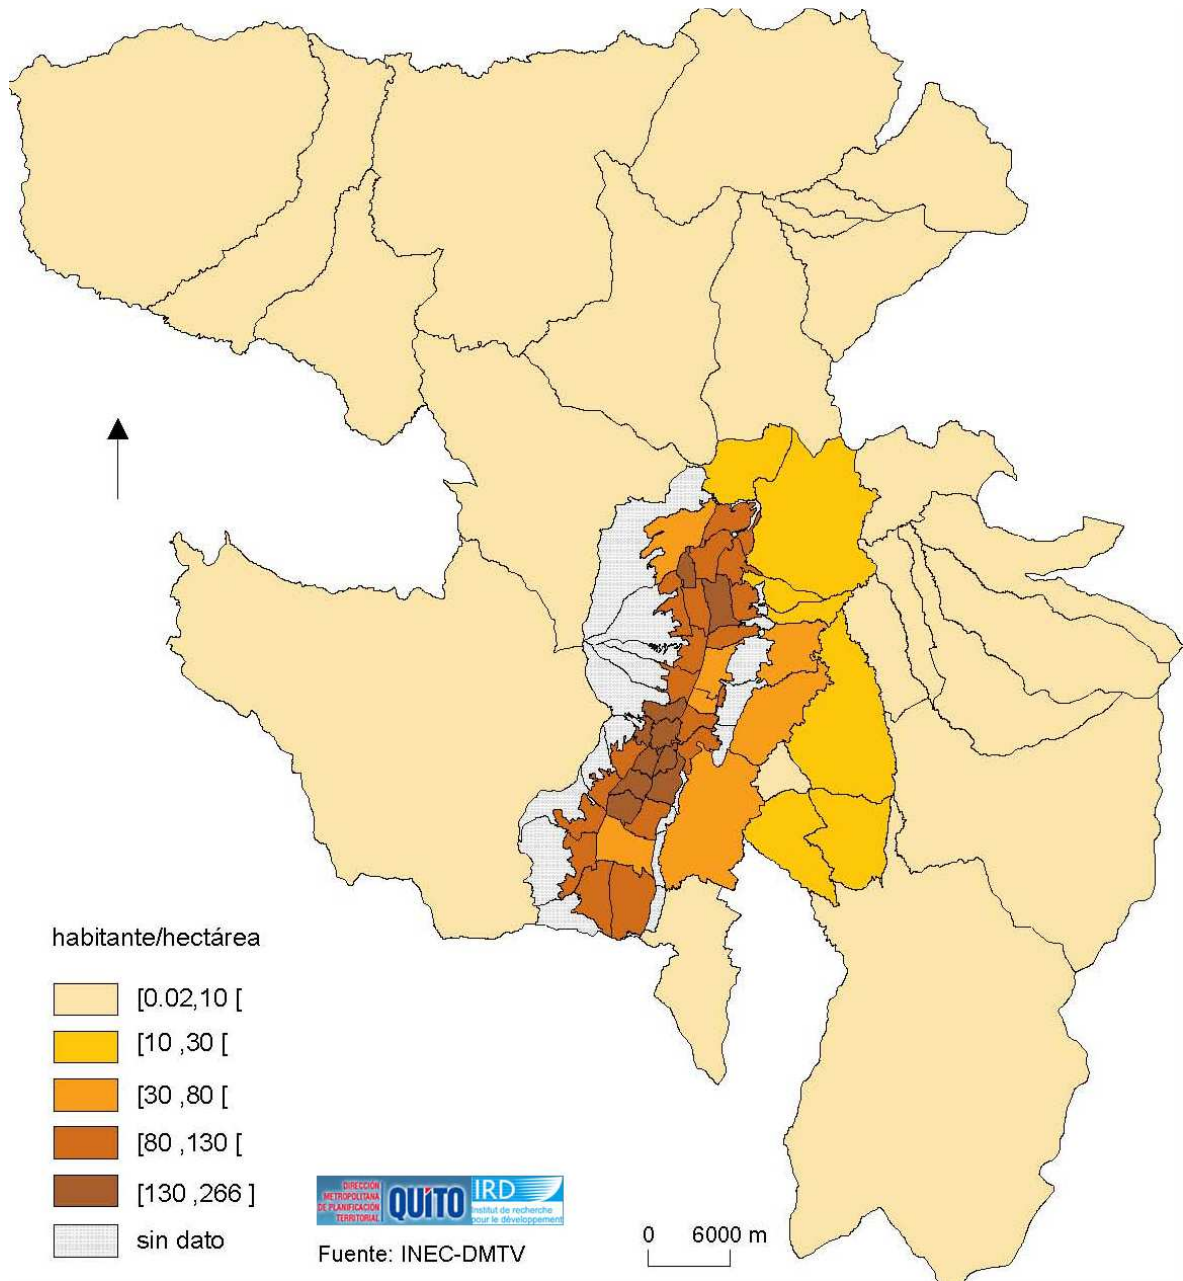 habitante/hectárea
[0.02,10 [
[10 ,30 [
[30 ,80 [
[80 ,130 [
[130 ,266 ]
sin dato
DIRECCIÓN
METROPOLITANA
DE PLANIFICACIÓN
TERRITORIAL
QUITO
IRD
Institut de recherche
pour le développement
Fuente: INEC-DMTV
0 6000 m